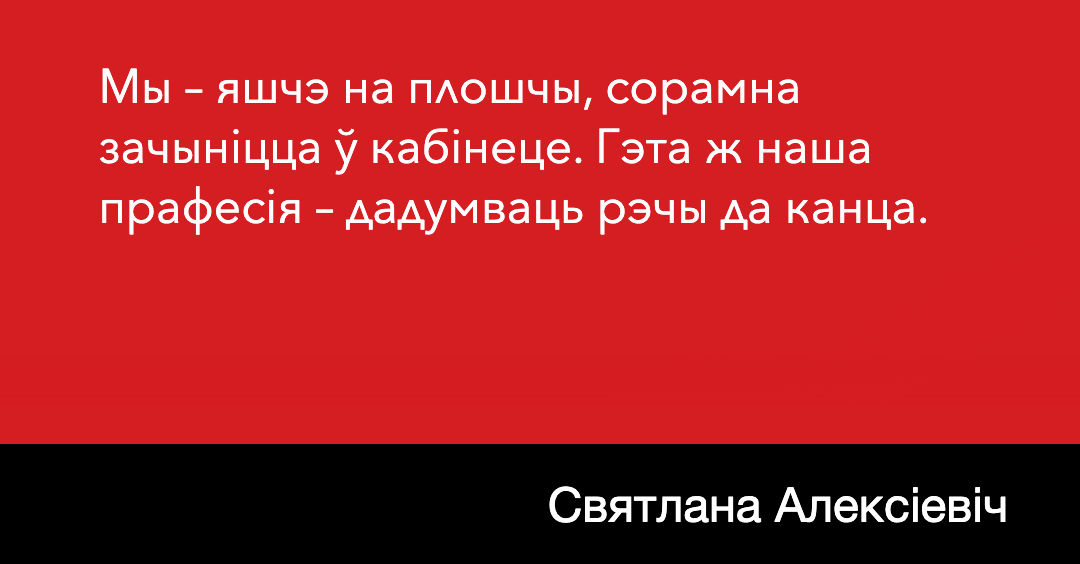 Мы – яшчэ на плошчы, сорамна
зачыніцца ў кабінеце. Гэта ж наша
прафесія – дадумваць рэчы да канца.
Святлана Алексіевіч